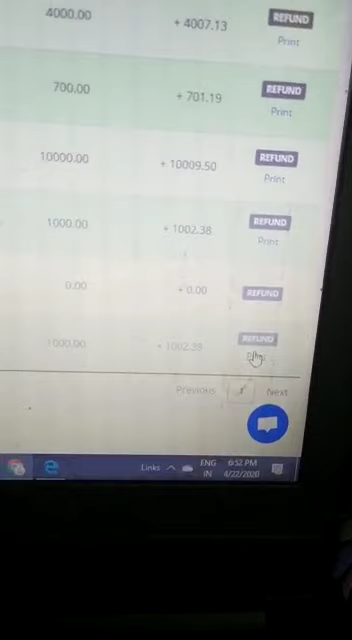 4000.00 + 4007.13 REFUND
Print
700.00 + 701.19 REFUND
Print
10000.00 + 10009.50 REFUND
Print
1000.00 + 1002.38 REFUND
Print
0.00 + 0.00 REFUND
1000.00 + 1002.38 REFUND
Previous 1 Next
Links ENG 6:52 PM
IN 4/22/2020